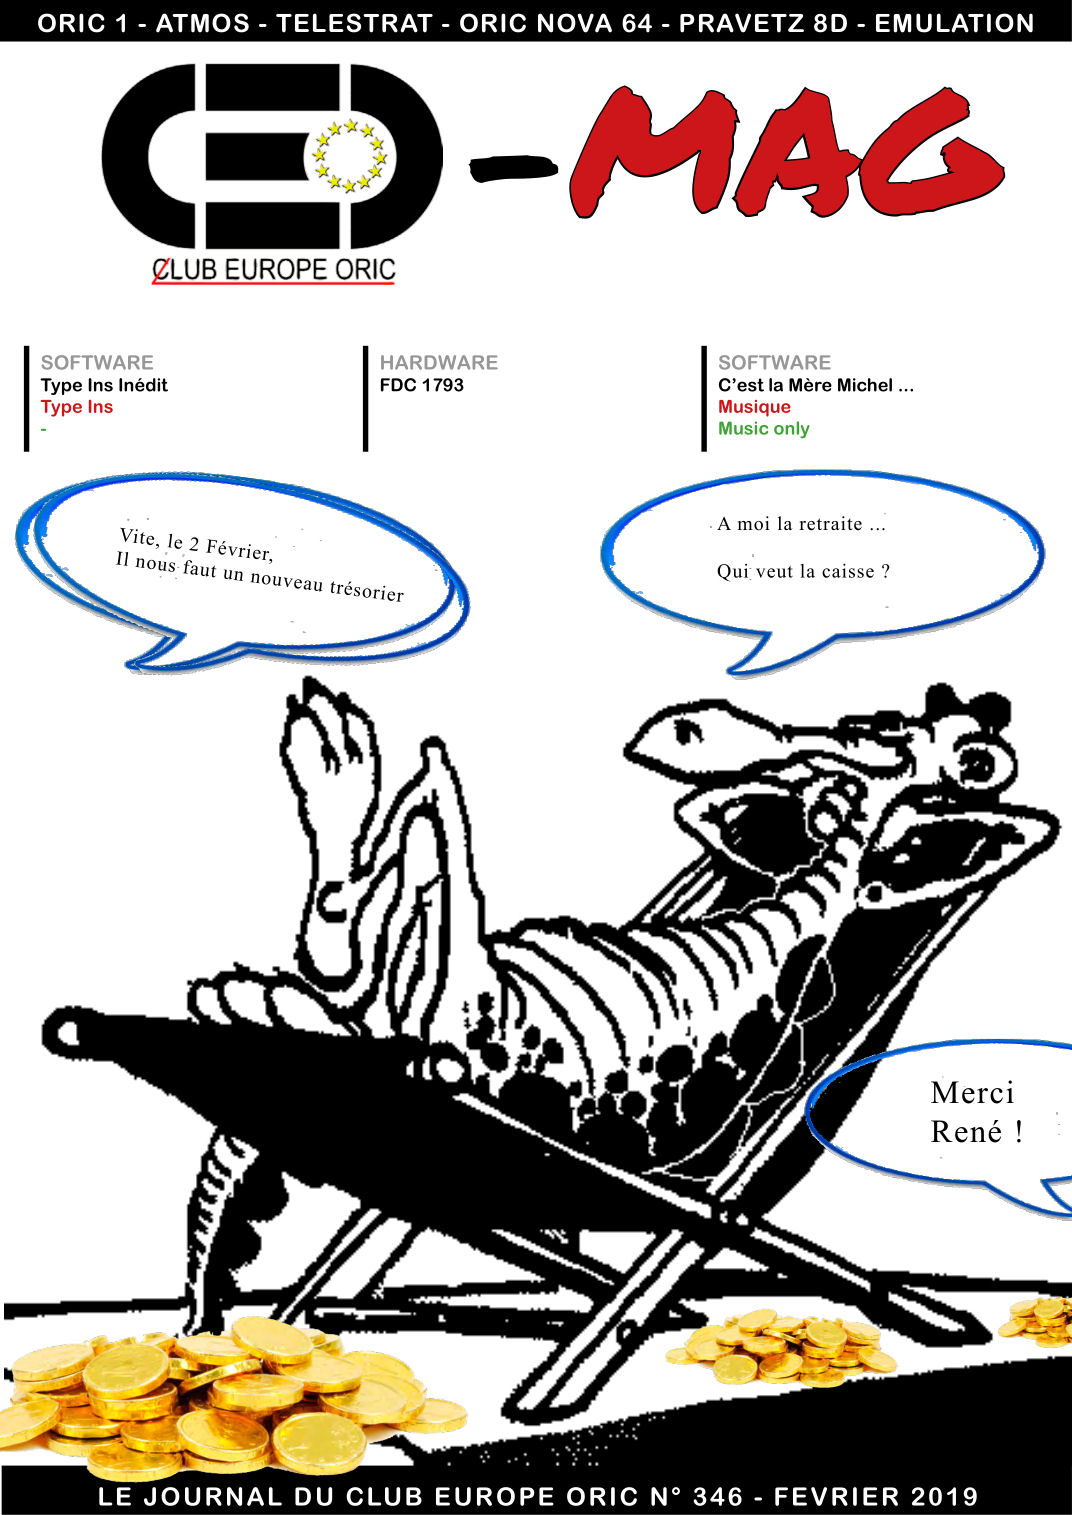 ORIC 1 - ATMOS - TELESTRAT - ORIC NOVA 64 - PRAVETZ 8D - EMULATION
CEO
-MAG
CLUB EUROPE ORIC
SOFTWARE
Type Ins Inédit
Type Ins
-
HARDWARE
FDC 1793
SOFTWARE
C’est la Mère Michel ...
Musique
Music only
Vite, le 2 Février,
Il nous faut un nouveau trésorier
A moi la retraite ...
Qui veut la caisse ?
Merci
René !
LE JOURNAL DU CLUB EUROPE ORIC N° 346 - FEVRIER 2019